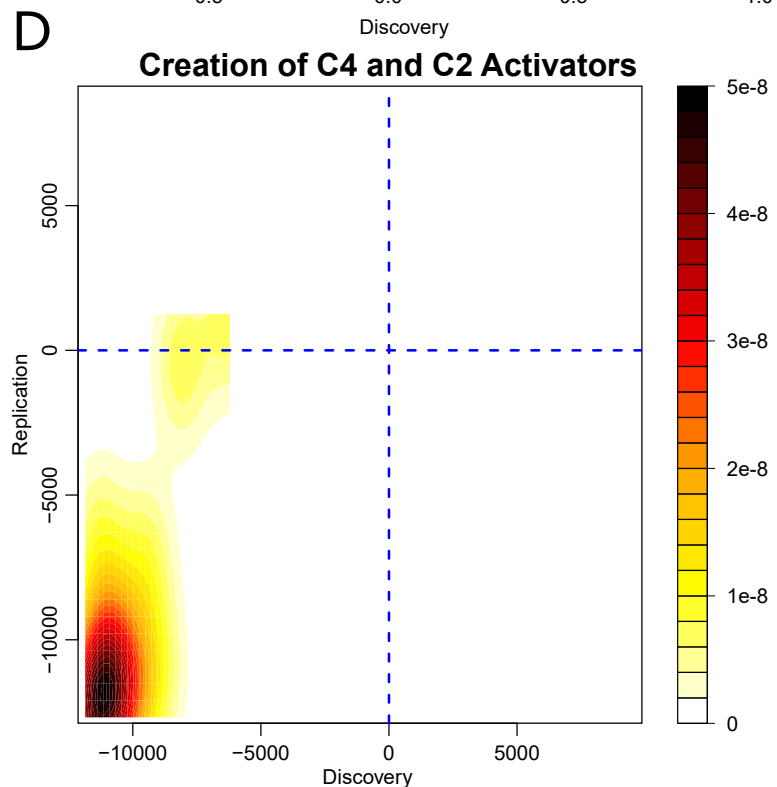 Discovery
D
Creation of C4 and C2 Activators
5e-8
4e-8
3e-8
2e-8
1e-8
0
5000
0
−5000
−10000
Replication
−10000 −5000 0 5000
Discovery